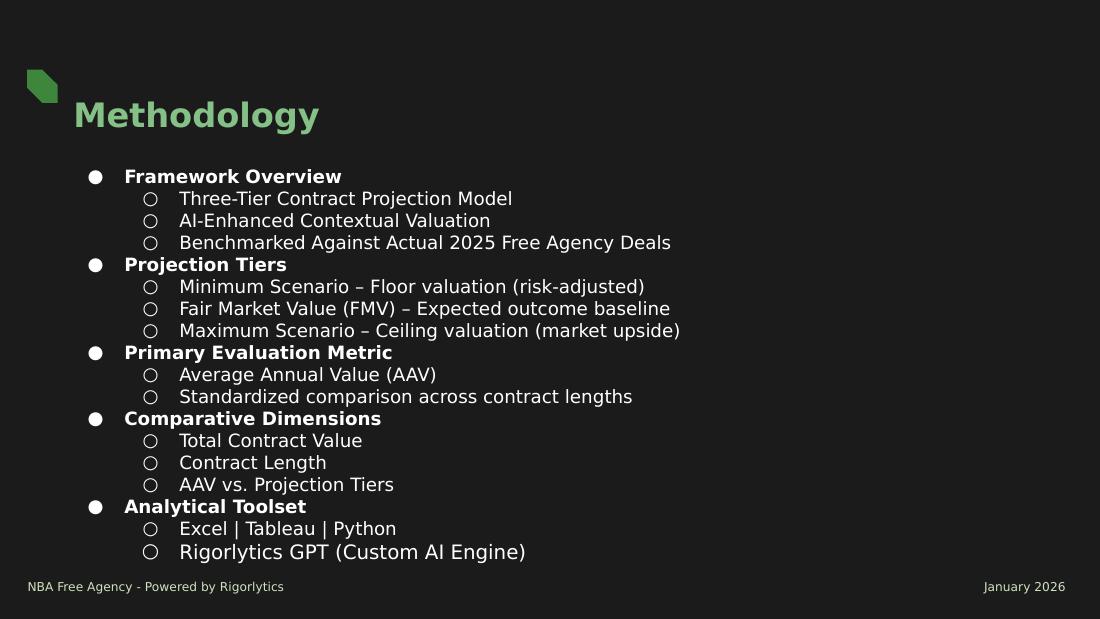 Methodology
● Framework Overview
○ Three-Tier Contract Projection Model
○ AI-Enhanced Contextual Valuation
○ Benchmarked Against Actual 2025 Free Agency Deals
● Projection Tiers
○ Minimum Scenario – Floor valuation (risk-adjusted)
○ Fair Market Value (FMV) – Expected outcome baseline
○ Maximum Scenario – Ceiling valuation (market upside)
● Primary Evaluation Metric
○ Average Annual Value (AAV)
○ Standardized comparison across contract lengths
● Comparative Dimensions
○ Total Contract Value
○ Contract Length
○ AAV vs. Projection Tiers
● Analytical Toolset
○ Excel | Tableau | Python
○ Rigorlytics GPT (Custom AI Engine)
NBA Free Agency - Powered by Rigorlytics
January 2026